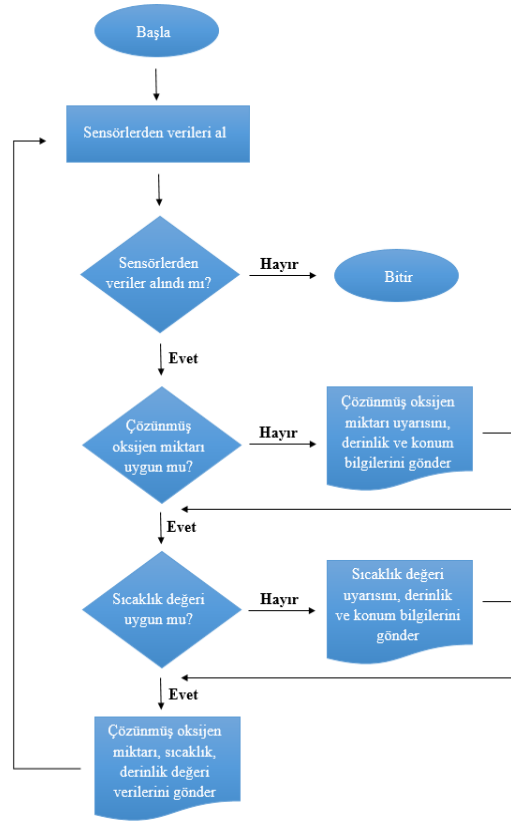 Başla
Sensörlerden verileri al
Sensörlerden
veriler alındı mı?
Hayır
Bitir
Evet
Çözünmüş
oksijen miktarı
uygun mu?
Hayır
Çözünmüş oksijen
miktarı uyarısını,
derinlik ve konum
bilgilerini gönder
Evet
Sıcaklık değeri
uygun mu?
Hayır
Sıcaklık değeri
uyarısını, derinlik
ve konum bilgilerini
gönder
Evet
Çözünmüş oksijen
miktarı, sıcaklık,
derinlik değeri
verilerini gönder